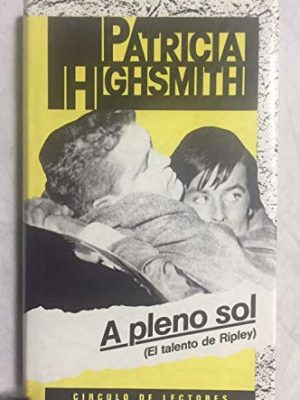 PATRICIA
HIGHSMITH
A pleno sol
(El talento de Ripley)
CIRCULO DE LECTORES